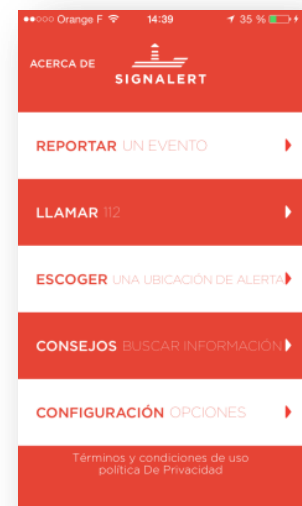 Orange F 14:39 35 %
ACERCA DE
SIGNALERT
REPORTAR UN EVENTO
LLAMAR 112
ESCOGER UNA UBICACIÓN DE ALERTA
CONSEJOS BUSCAR INFORMACIÓN
CONFIGURACIÓN OPCIONES
Términos y condiciones de uso
política De Privacidad